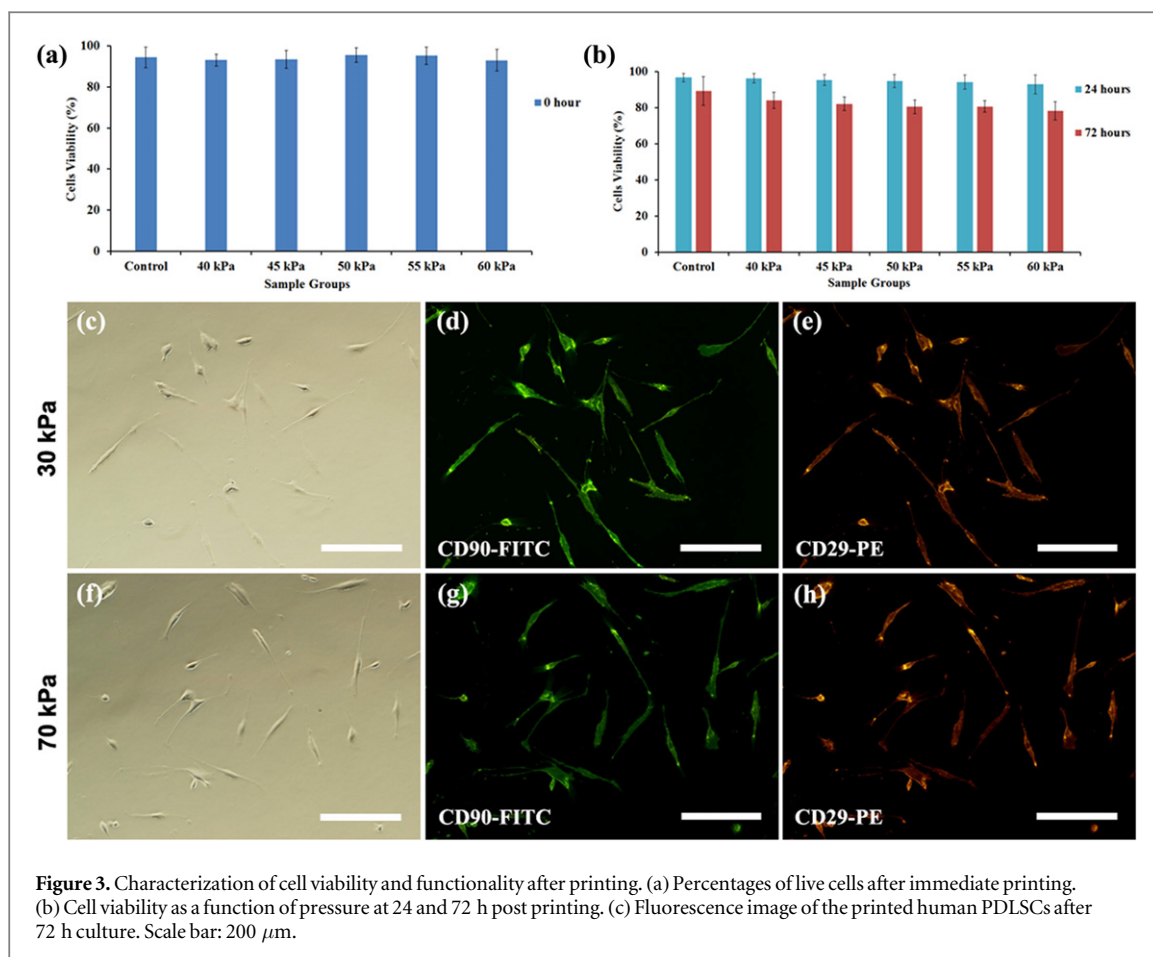 (a)
100
80
60
40
20
0
Cells Viability (%)
Control 40 kPa 45 kPa 50 kPa 55 kPa 60 kPa
Sample Groups
0 hour
(b)
100
80
60
40
20
0
Cells Viability (%)
Control 40 kPa 45 kPa 50 kPa 55 kPa 60 kPa
Sample Groups
24 hours
72 hours
30 kPa
(c)
(d)
CD90-FITC
(e)
CD29-PE
70 kPa
(f)
(g)
CD90-FITC
(h)
CD29-PE
Figure 3. Characterization of cell viability and functionality after printing. (a) Percentages of live cells after immediate printing.
(b) Cell viability as a function of pressure at 24 and 72 h post printing. (c) Fluorescence image of the printed human PDLSCs after
72 h culture. Scale bar: 200 μm.